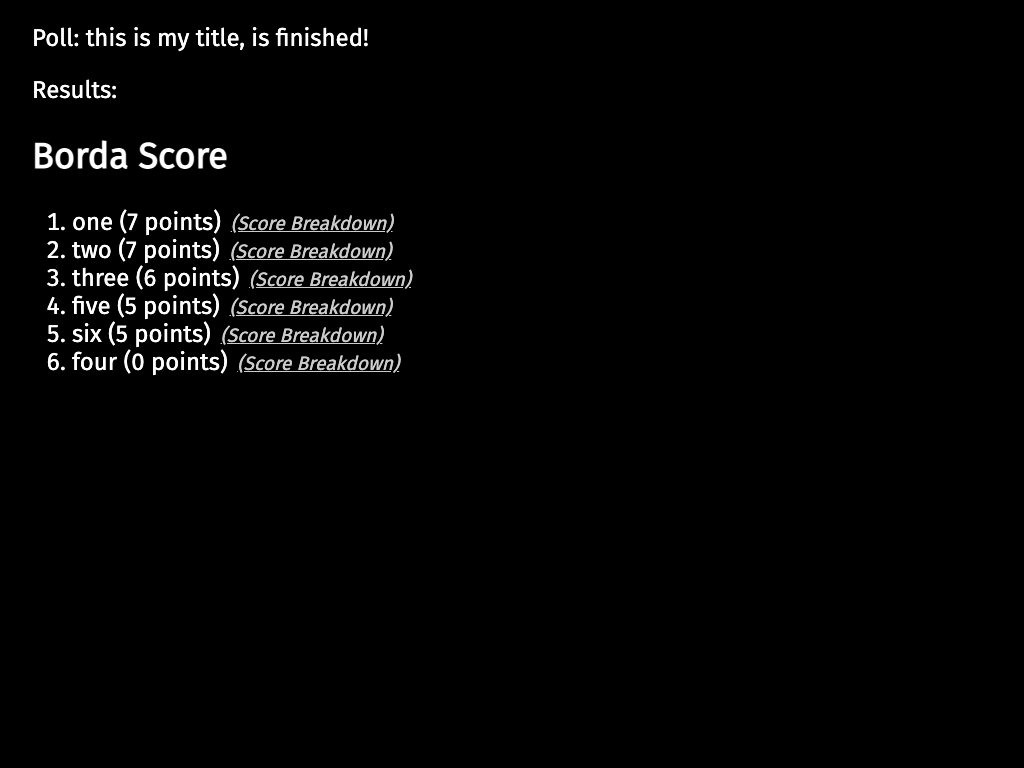 Poll: this is my title, is finished!
Results:
Borda Score
1. one (7 points) (Score Breakdown)
2. two (7 points) (Score Breakdown)
3. three (6 points) (Score Breakdown)
4. five (5 points) (Score Breakdown)
5. six (5 points) (Score Breakdown)
6. four (0 points) (Score Breakdown)